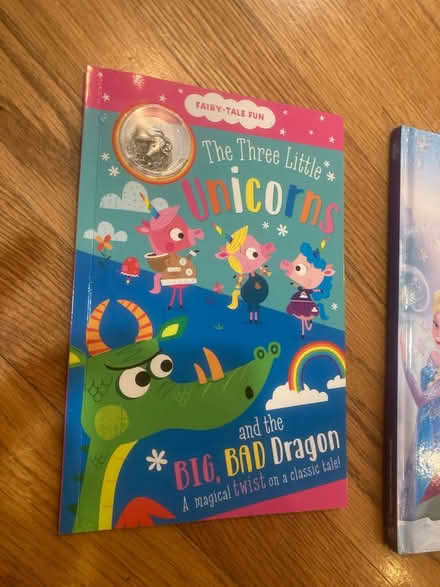 FAIRY-TALE FUN
The Three Little
Unicorns
and the
BIG, BAD Dragon
A magical twist on a classic tale!